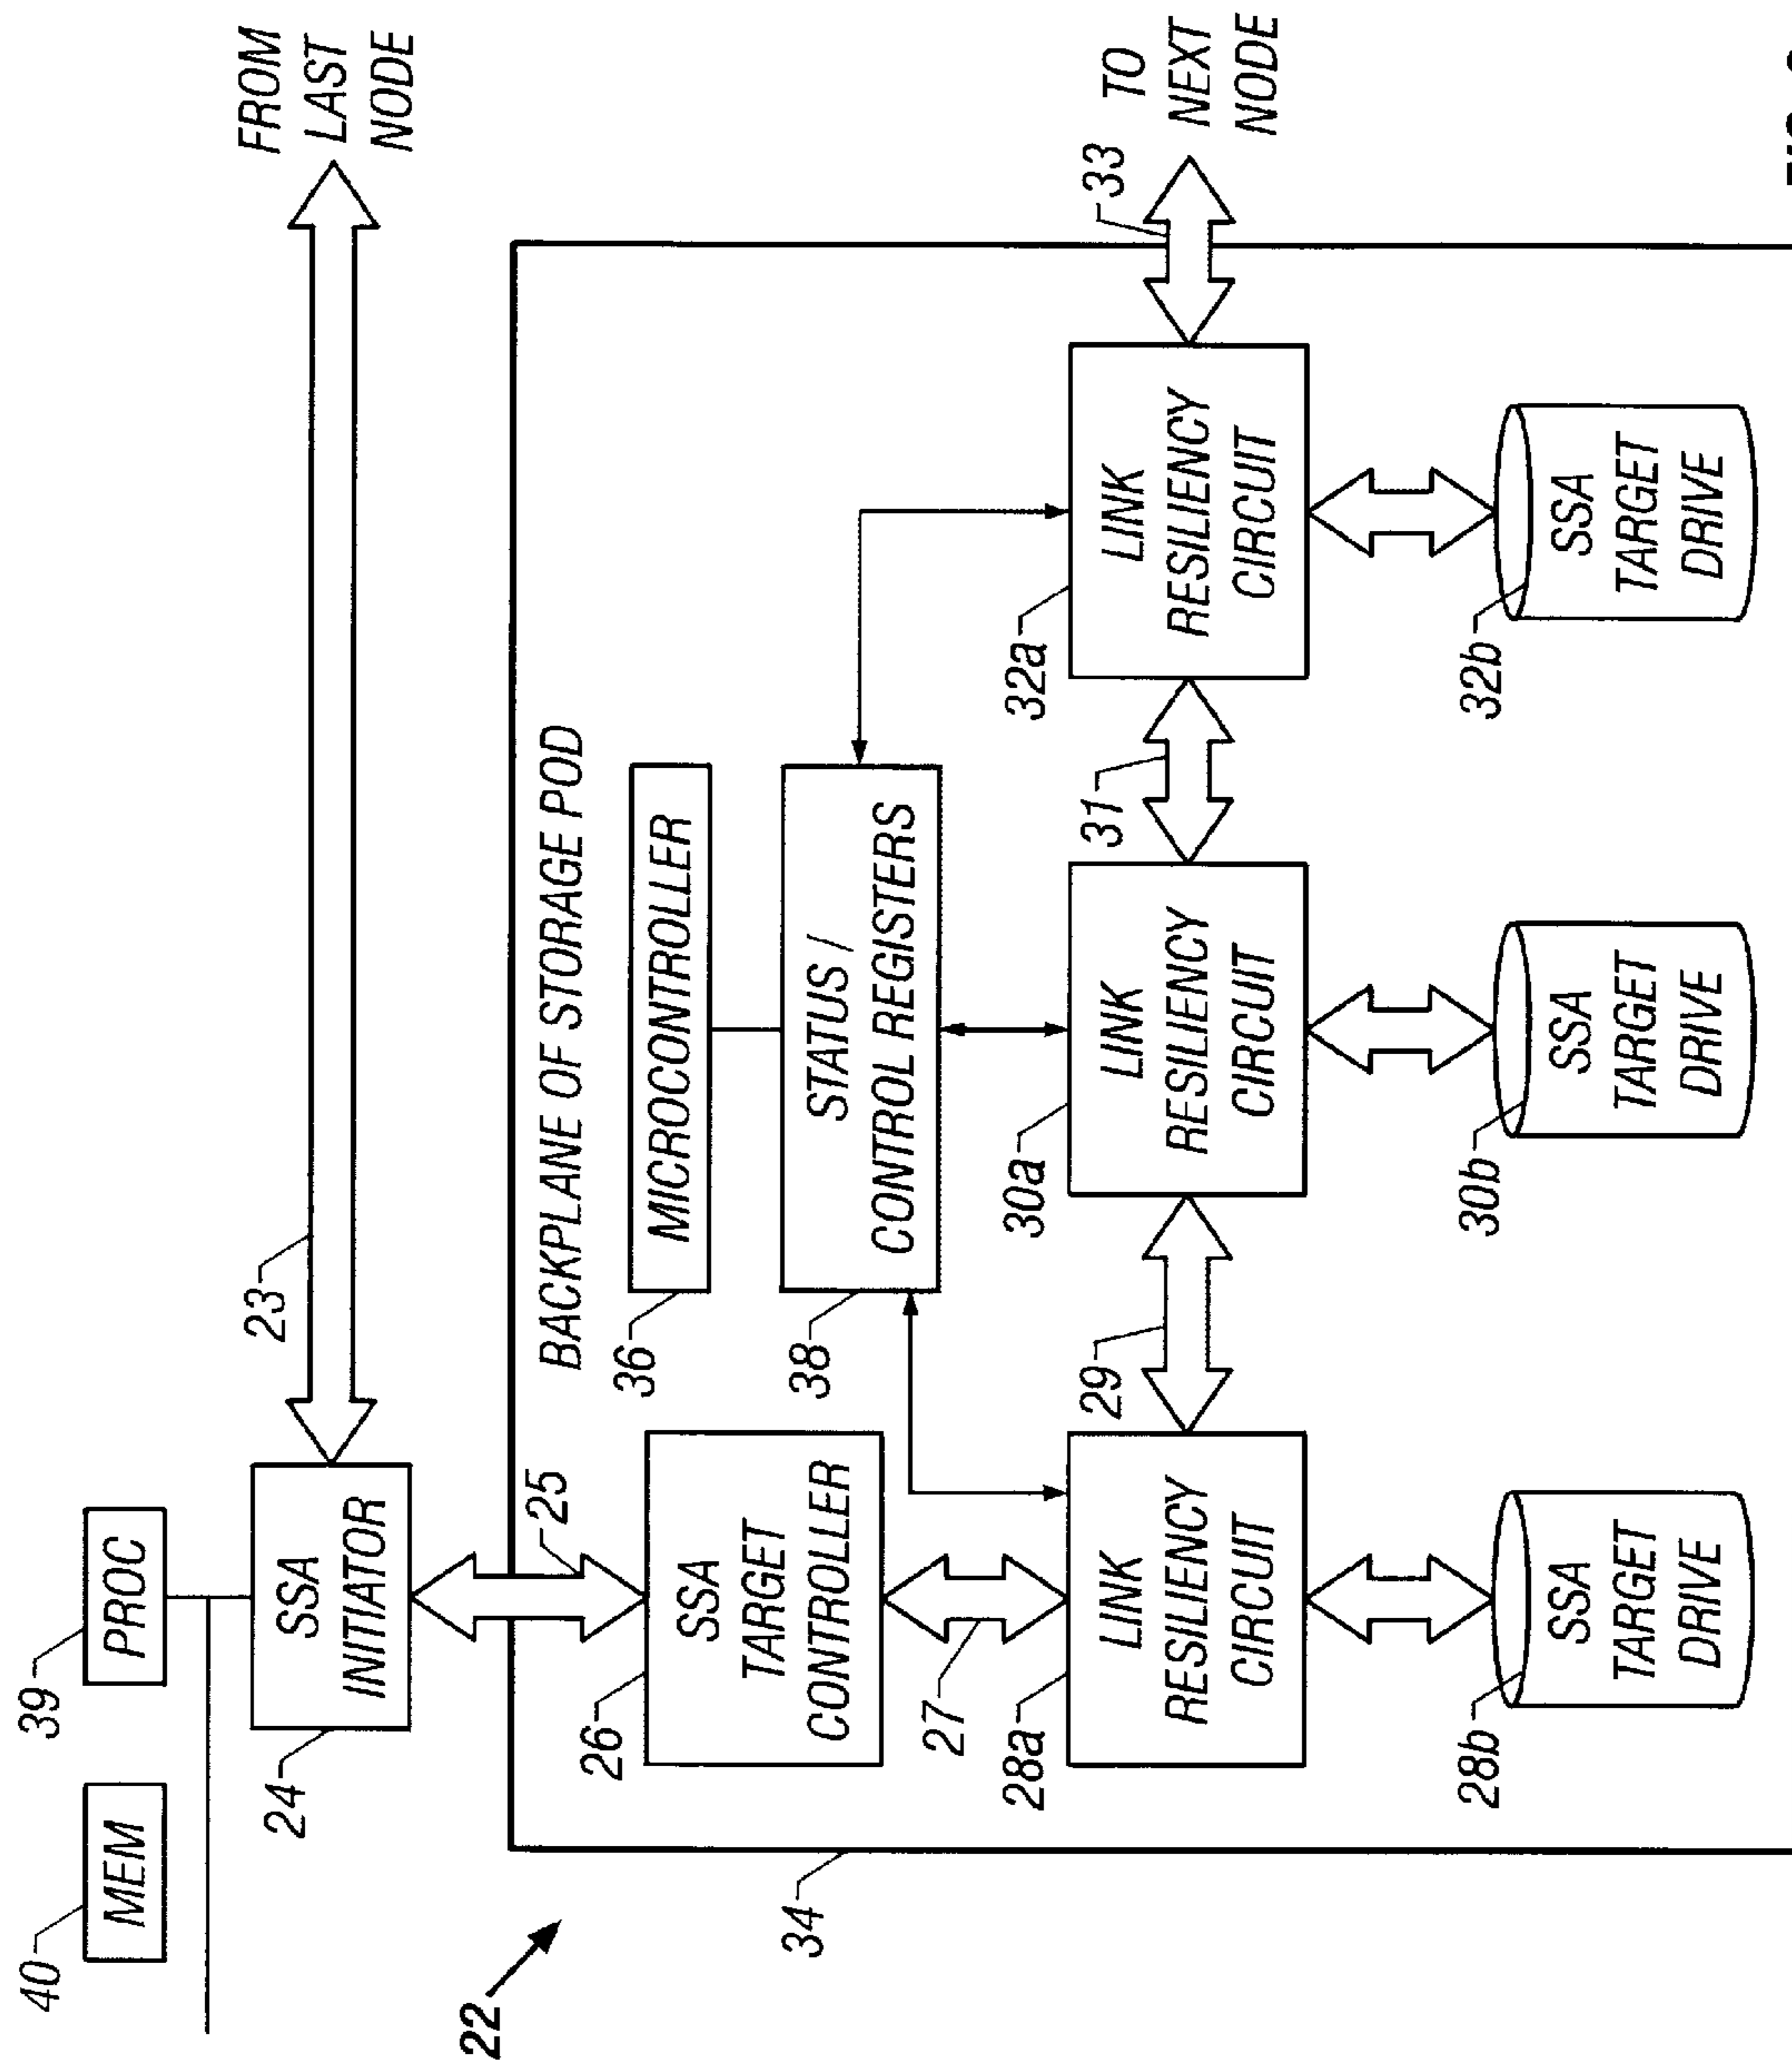 40
MEM
39
PROC
24
SSA
INITIATOR
23
FROM
LAST
NODE
22
34
25
BACKPLANE OF STORAGE POD
26
SSA
TARGET
CONTROLLER
36
MICROCONTROLLER
38
STATUS /
CONTROL REGISTERS
27
28a
LINK
RESILIENCY
CIRCUIT
29
30a
LINK
RESILIENCY
CIRCUIT
31
32a
LINK
RESILIENCY
CIRCUIT
33
TO
NEXT
NODE
28b
SSA
TARGET
DRIVE
30b
SSA
TARGET
DRIVE
32b
SSA
TARGET
DRIVE